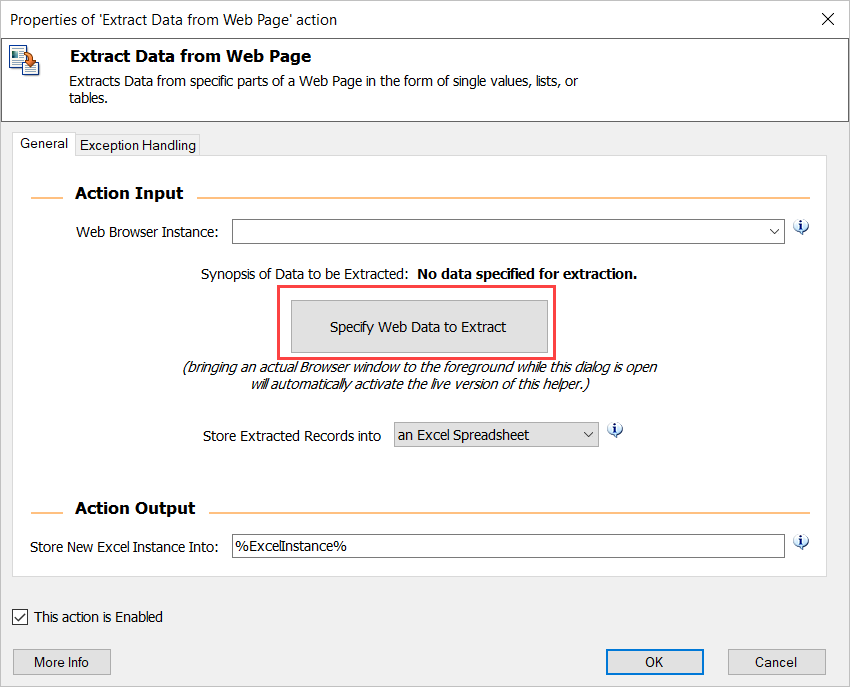 Properties of 'Extract Data from Web Page' action
Extract Data from Web Page
Extracts Data from specific parts of a Web Page in the form of single values, lists, or
tables.
General
Exception Handling
Action Input
Web Browser Instance:
Synopsis of Data to be Extracted: No data specified for extraction.
Specify Web Data to Extract
(bringing an actual Browser window to the foreground while this dialog is open
will automatically activate the live version of this helper.)
Store Extracted Records into an Excel Spreadsheet
Action Output
Store New Excel Instance Into: %ExcelInstance%
This action is Enabled
More Info
OK
Cancel